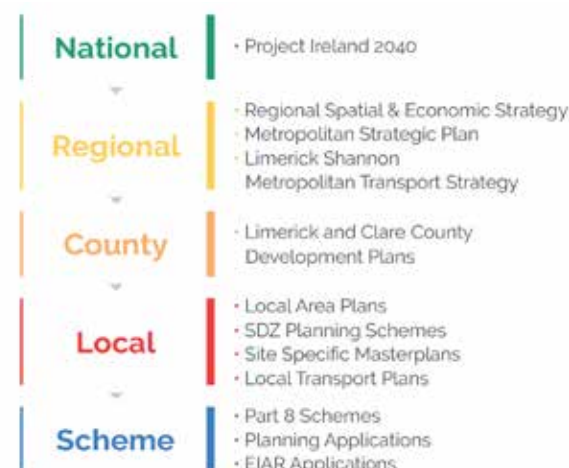 National
· Project Ireland 2040
Regional
· Regional Spatial & Economic Strategy
· Metropolitan Strategic Plan
· Limerick Shannon
Metropolitan Transport Strategy
County
· Limerick and Clare County
Development Plans
Local
· Local Area Plans
· SDZ Planning Schemes
· Site Specific Masterplans
· Local Transport Plans
Scheme
· Part 8 Schemes
· Planning Applications
· EIAR Applications